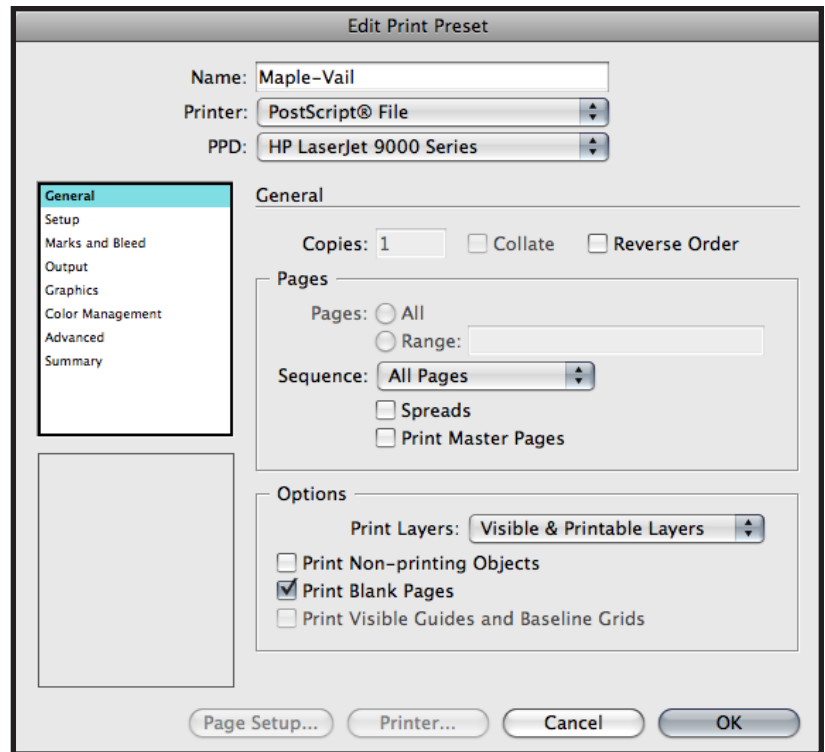 Edit Print Preset
Name: Maple-Vail
Printer: PostScript® File
PPD: HP LaserJet 9000 Series
General
Setup
Marks and Bleed
Output
Graphics
Color Management
Advanced
Summary
General
Copies: 1 Collate Reverse Order
Pages
Pages: All
Range:
Sequence: All Pages
Spreads
Print Master Pages
Options
Print Layers: Visible & Printable Layers
Print Non-printing Objects
Print Blank Pages
Print Visible Guides and Baseline Grids
Page Setup... Printer... Cancel OK